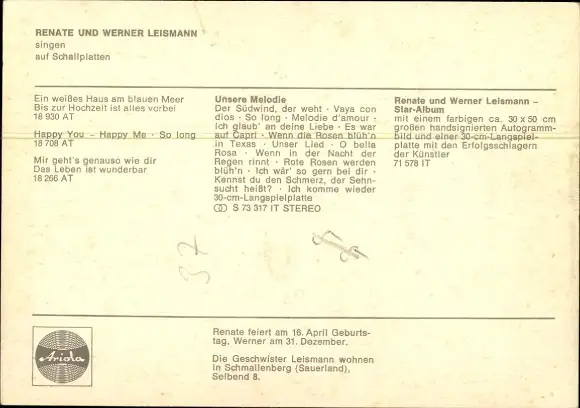 RENATE UND WERNER LEISMANN
singen
auf Schallplatten
Ein weißes Haus am blauen Meer
Bis zur Hochzeit ist alles vorbei
18 930 AT
Happy You – Happy Me · So long
18 708 AT
Mir geht's genauso wie dir
Das Leben ist wunderbar
18 266 AT
Unsere Melodie
Der Südwind, der weht · Vaya con
dios · So long · Melodie d'amour ·
Ich glaub' an deine Liebe · Es war
auf Capri · Wenn die Rosen blüh'n
in Texas · Unser Lied · O bella
Rosa · Wenn in der Nacht der
Regen rinnt · Rote Rosen werden
blüh'n · Ich wär' so gern bei dir ·
Kennst du den Schmerz, der Sehn-
sucht heißt? · Ich komme wieder
30-cm-Langspielplatte
S 73 317 IT STEREO
Renate und Werner Leismann –
Star-Album
mit einem farbigen ca. 30 x 50 cm
großen handsignierten Autogramm-
bild und einer 30-cm-Langspiel-
platte mit den Erfolgsschlagern
der Künstler
71 578 IT
37
Ariola
Renate feiert am 16. April Geburts-
tag, Werner am 31. Dezember.
Die Geschwister Leismann wohnen
in Schmallenberg (Sauerland),
Selbend 8.